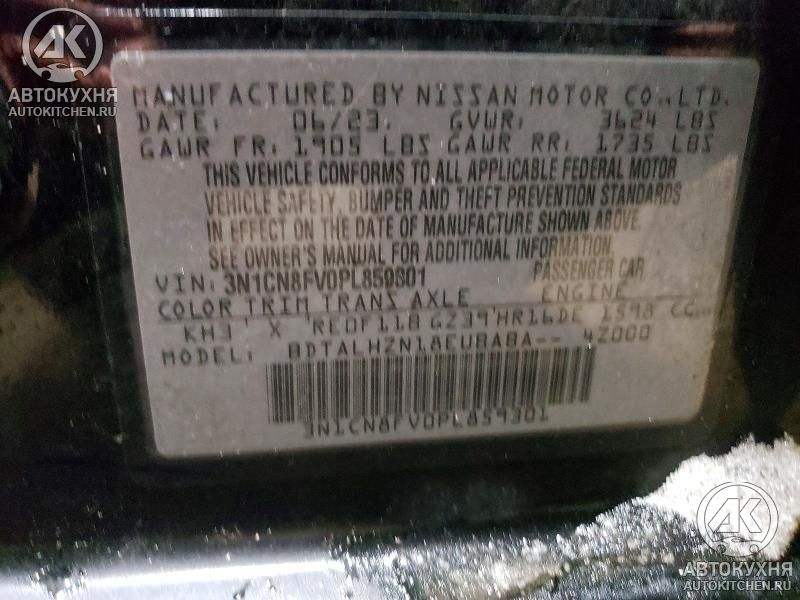 АК
АВТОКУХНЯ
AUTOKITCHEN.RU
MANUFACTURED BY NISSAN MOTOR CO., LTD.
DATE: 06/23. GVWR: 3624 LBS
GAWR FR: 1905 LBS GAWR RR: 1735 LBS
THIS VEHICLE CONFORMS TO ALL APPLICABLE FEDERAL MOTOR
VEHICLE SAFETY, BUMPER AND THEFT PREVENTION STANDARDS
IN EFFECT ON THE DATE OF MANUFACTURE SHOWN ABOVE.
SEE OWNER'S MANUAL FOR ADDITIONAL INFORMATION.
VIN: 3N1CN8FV0PL859301 PASSENGER CAR
COLOR TRIM TRANS AXLE ENGINE
KH3 X RE0F11B GZ39 HR16DE 1598 CC
MODEL: BDTALHZN18EUBABA-- 4Z000
3N1CN8FV0PL859301
АК
АВТОКУХНЯ
AUTOKITCHEN.RU